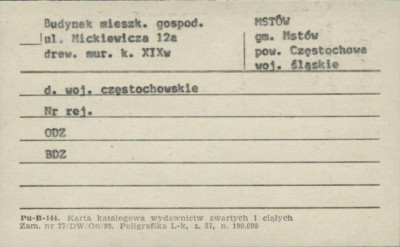 Budynek mieszk. gospod.
ul. Mickiewicza 12a
drew. mur. k. XIXw
MSTÓW
gm. Mstów
pow. Częstochowa
woj. śląskie
d. woj. częstochowskie
Nr rej.
ODZ
BDZ
Pu-B-144. Karta katalogowa wydawnictw zwartych i ciąłych
Zam. nr 37/DW/On/99. Poligrafika Ł-k, z. 87, n. 190.000